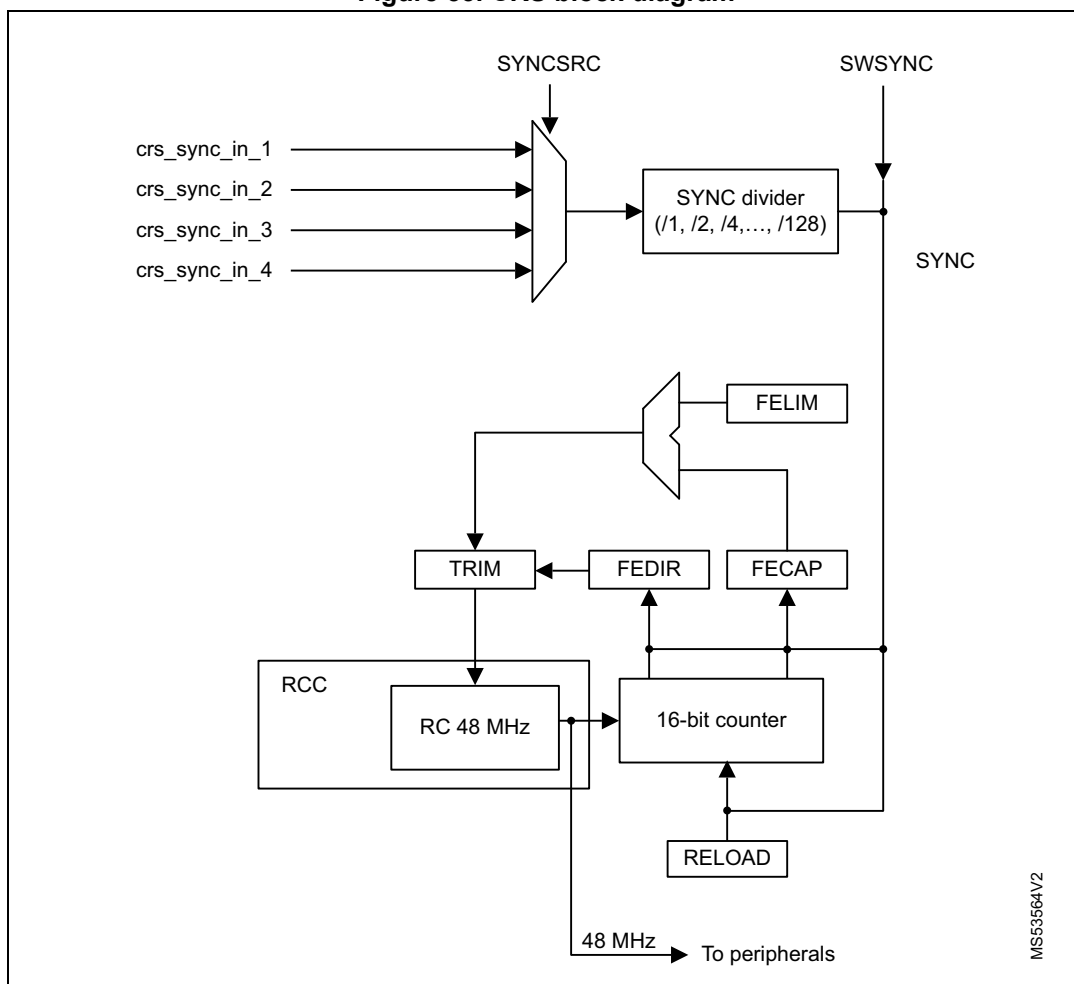 SYNCSRC
SWSYNC
crs_sync_in_1
crs_sync_in_2
crs_sync_in_3
crs_sync_in_4
SYNC divider
(/1, /2, /4,…, /128)
SYNC
FELIM
TRIM
FEDIR
FECAP
RCC
RC 48 MHz
16-bit counter
RELOAD
48 MHz
To peripherals
MS53564V2